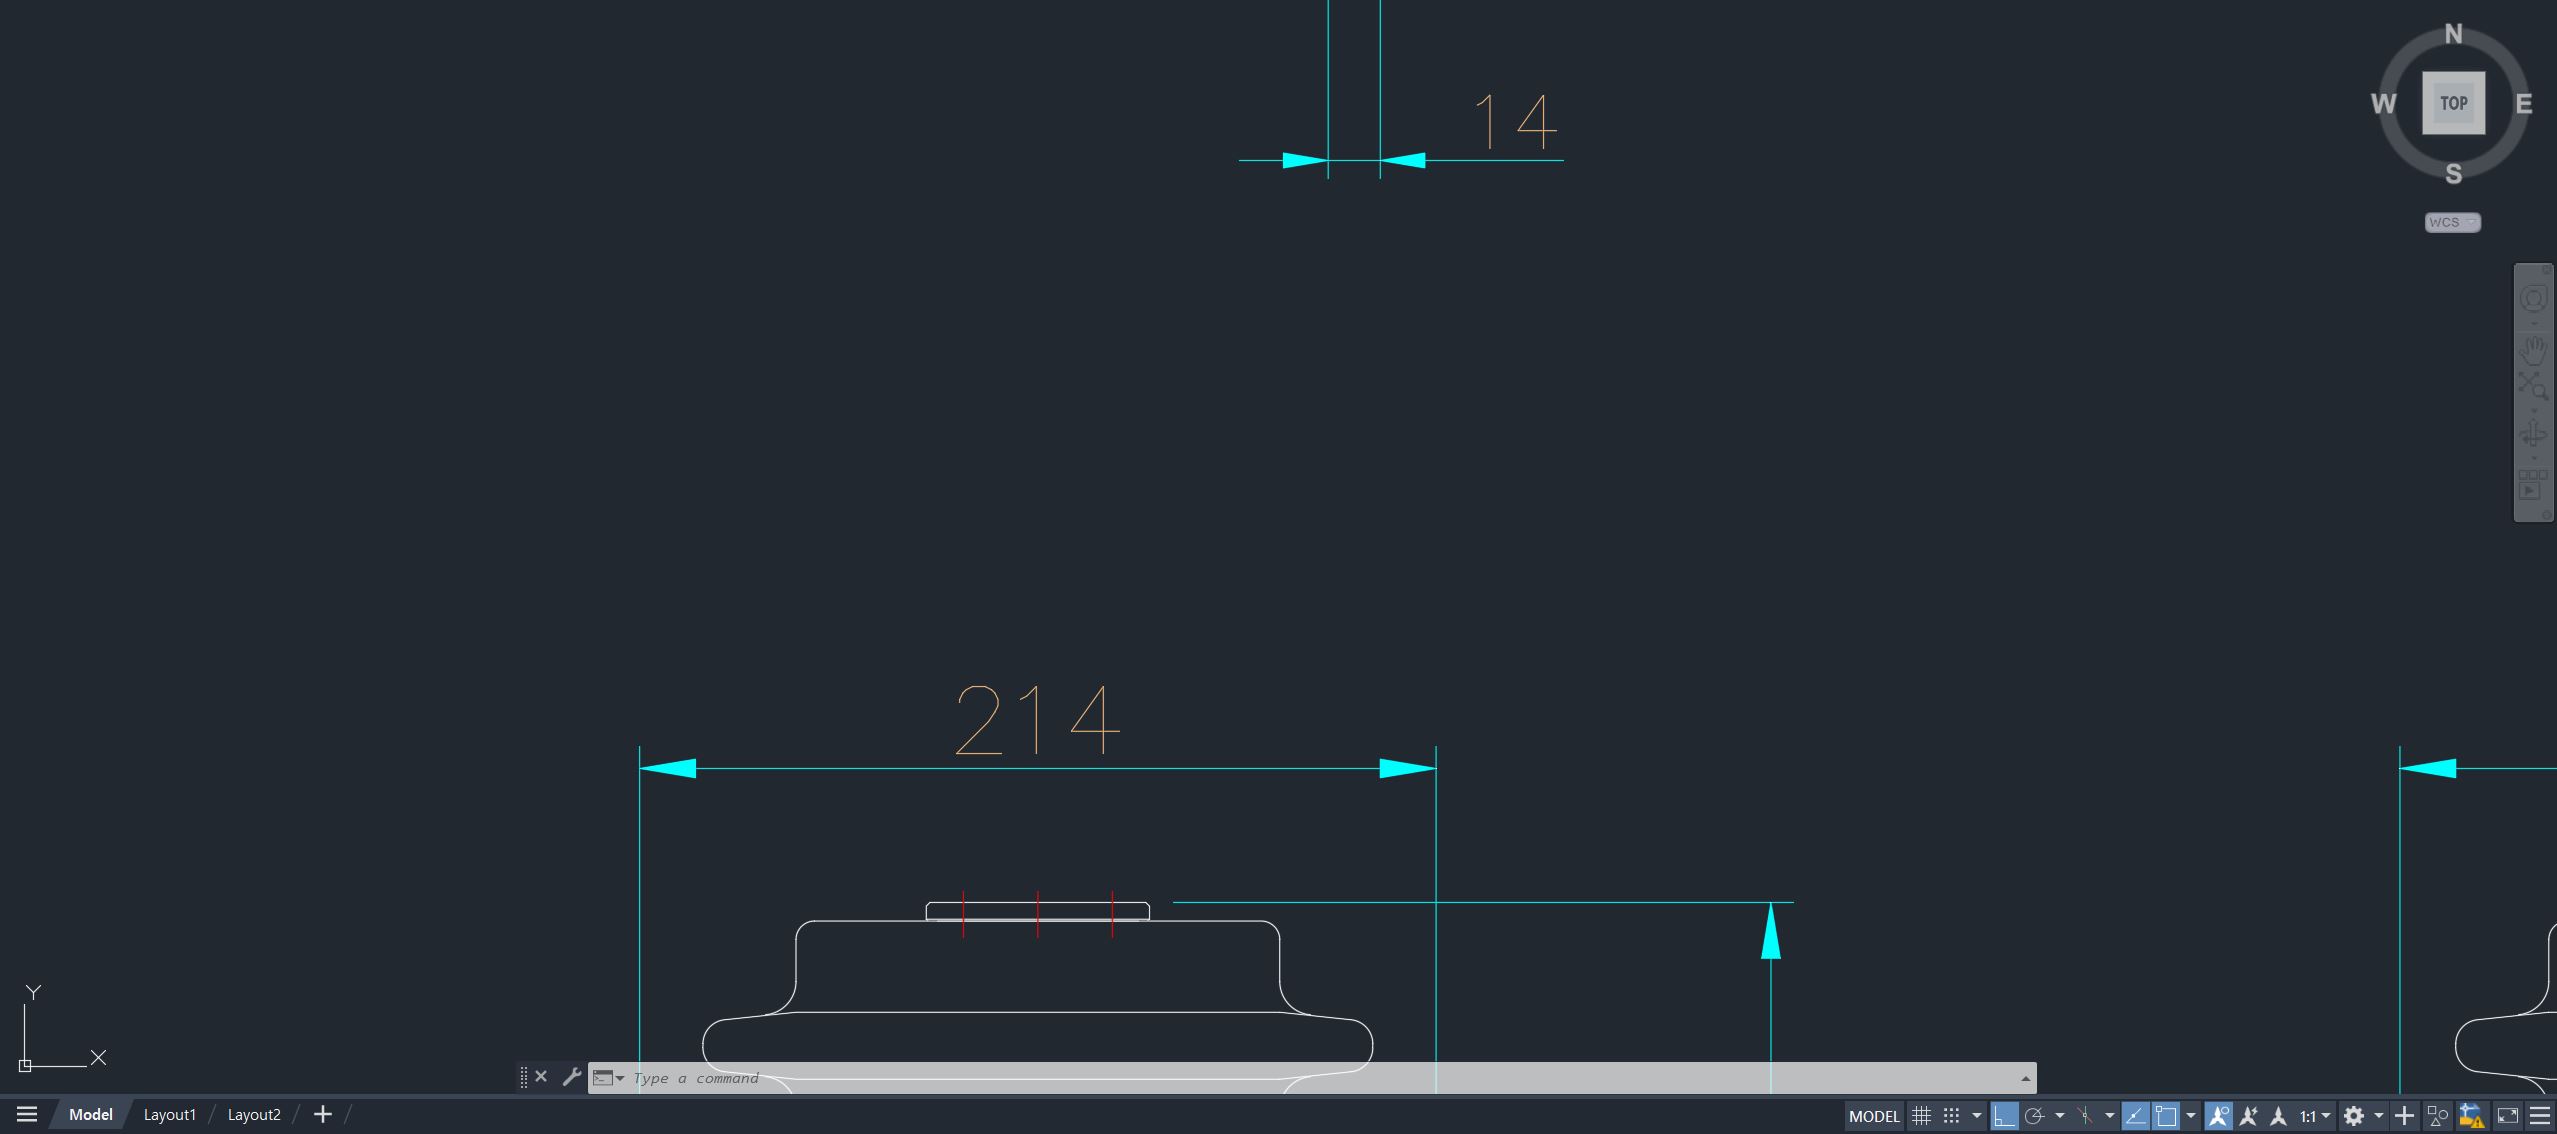 N
14
W TOP E
S
WCS
214
Y
X
Type a command
Model Layout1 Layout2
MODEL 1:1